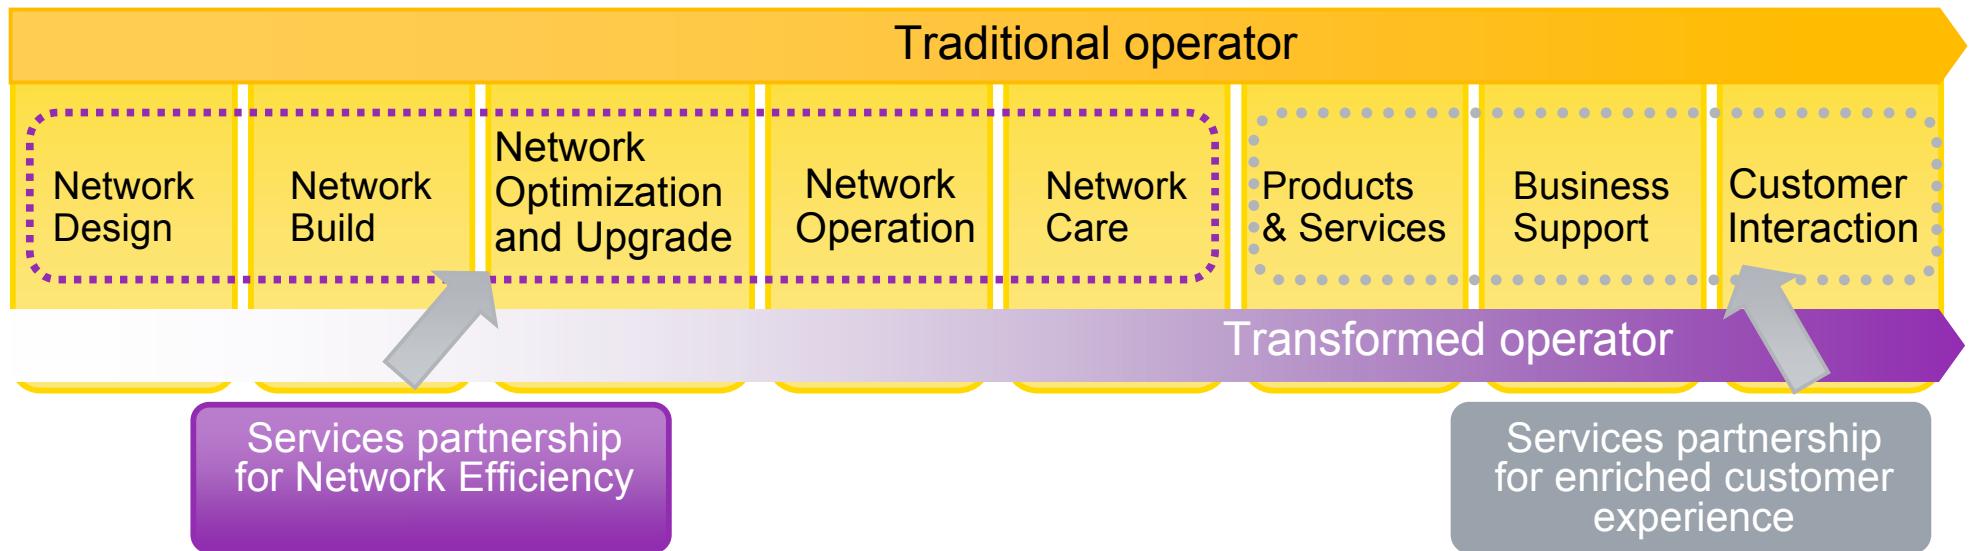 Traditional operator
Network
Design
Network
Build
Network
Optimization
and Upgrade
Network
Operation
Network
Care
Products
& Services
Business
Support
Customer
Interaction
Transformed operator
Services partnership
for Network Efficiency
Services partnership
for enriched customer
experience